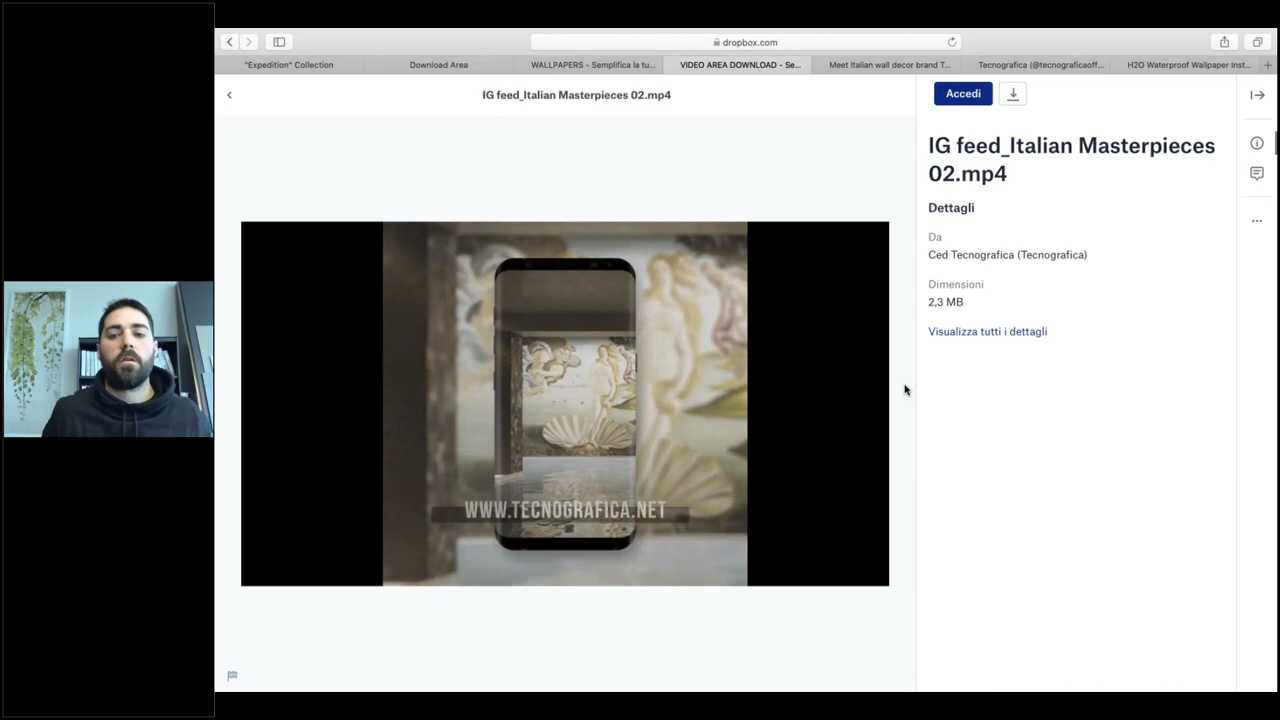 dropbox.com
"Expedition" Collection
Download Area
WALLPAPERS - Semplifica la tu...
VIDEO AREA DOWNLOAD - Se...
Meet Italian wall decor brand T...
Tecnografica (@tecnograficaoff...
H2O Waterproof Wallpaper Inst...
IG feed_Italian Masterpieces 02.mp4
Accedi
IG feed_Italian Masterpieces
02.mp4
Dettagli
Da
Ced Tecnografica (Tecnografica)
Dimensioni
2,3 MB
Visualizza tutti i dettagli
WWW.TECNOGRAFICA.NET